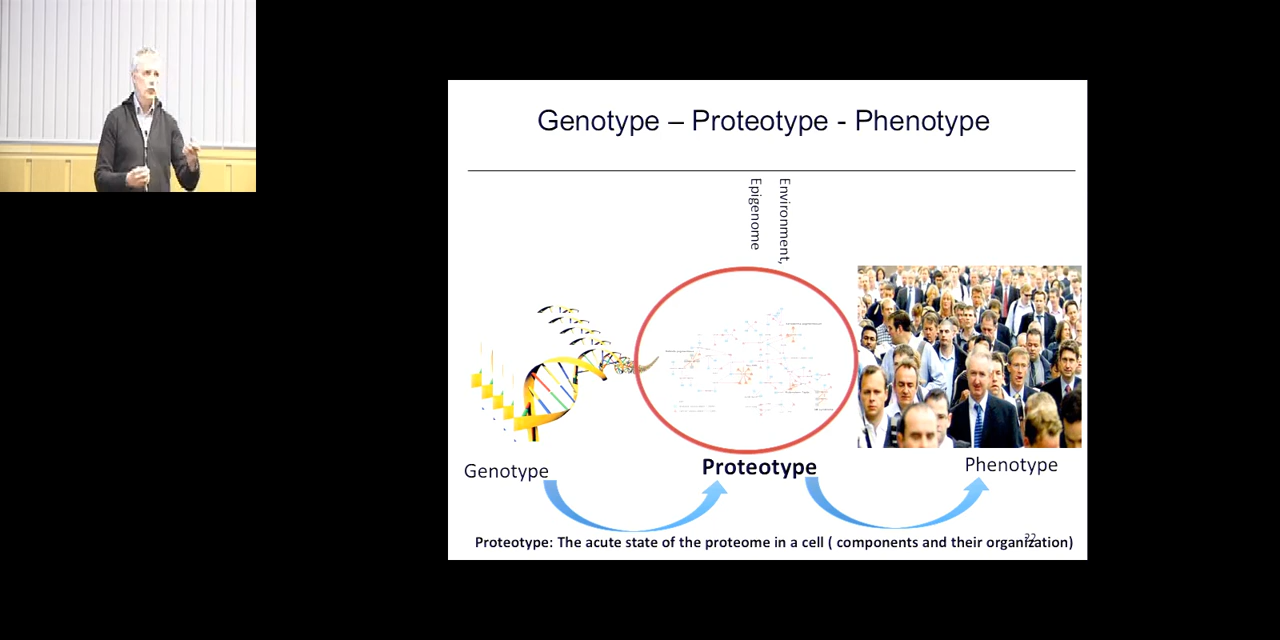 Genotype – Proteotype - Phenotype
Environment,
Epigenome
Genotype
Proteotype
Phenotype
Proteotype: The acute state of the proteome in a cell ( components and their organization)